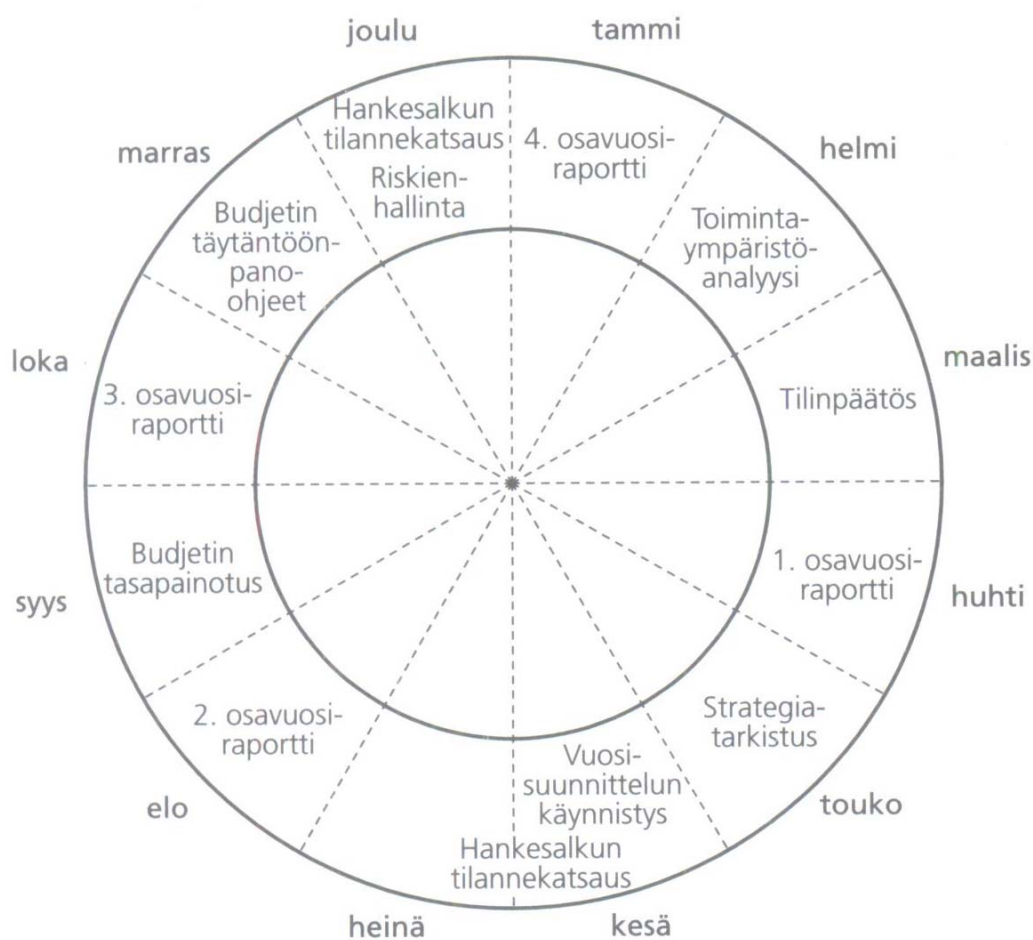 joulu
tammi
helmi
maalis
huhti
touko
kesä
heinä
elo
syys
loka
marras
Hankesalkun
tilannekatsaus
Riskien-
hallinta
4. osavuosi-
raportti
Toiminta-
ympäristö-
analyysi
Tilinpäätös
1. osavuosi-
raportti
Strategia-
tarkistus
Vuosi-
suunnittelun
käynnistys
Hankesalkun
tilannekatsaus
2. osavuosi-
raportti
Budjetin
tasapainotus
3. osavuosi-
raportti
Budjetin
täytäntöön-
pano-
ohjeet